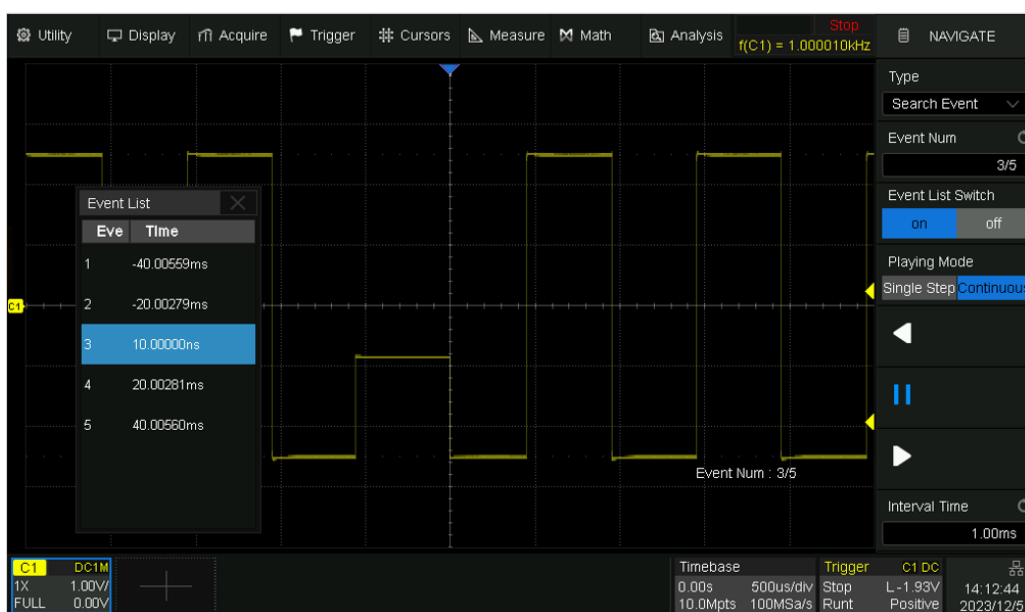 Utility Display Acquire Trigger Cursors Measure Math Analysis Stop
f(C1) = 1.000010kHz
NAVIGATE
Type
Search Event
Event Num
3/5
Event List Switch
on off
Playing Mode
Single Step Continuous
Interval Time
1.00ms
Event List
Eve Time
1 -40.00559ms
2 -20.00279ms
3 10.00000ns
4 20.00281ms
5 40.00560ms
C1
Event Num : 3/5
C1 DC1M
1X 1.00V/
FULL 0.00V
Timebase
0.00s 500us/div
10.0Mpts 100MSa/s
Trigger C1 DC
Stop L -1.93V
Runt Positive
14:12:44
2023/12/5